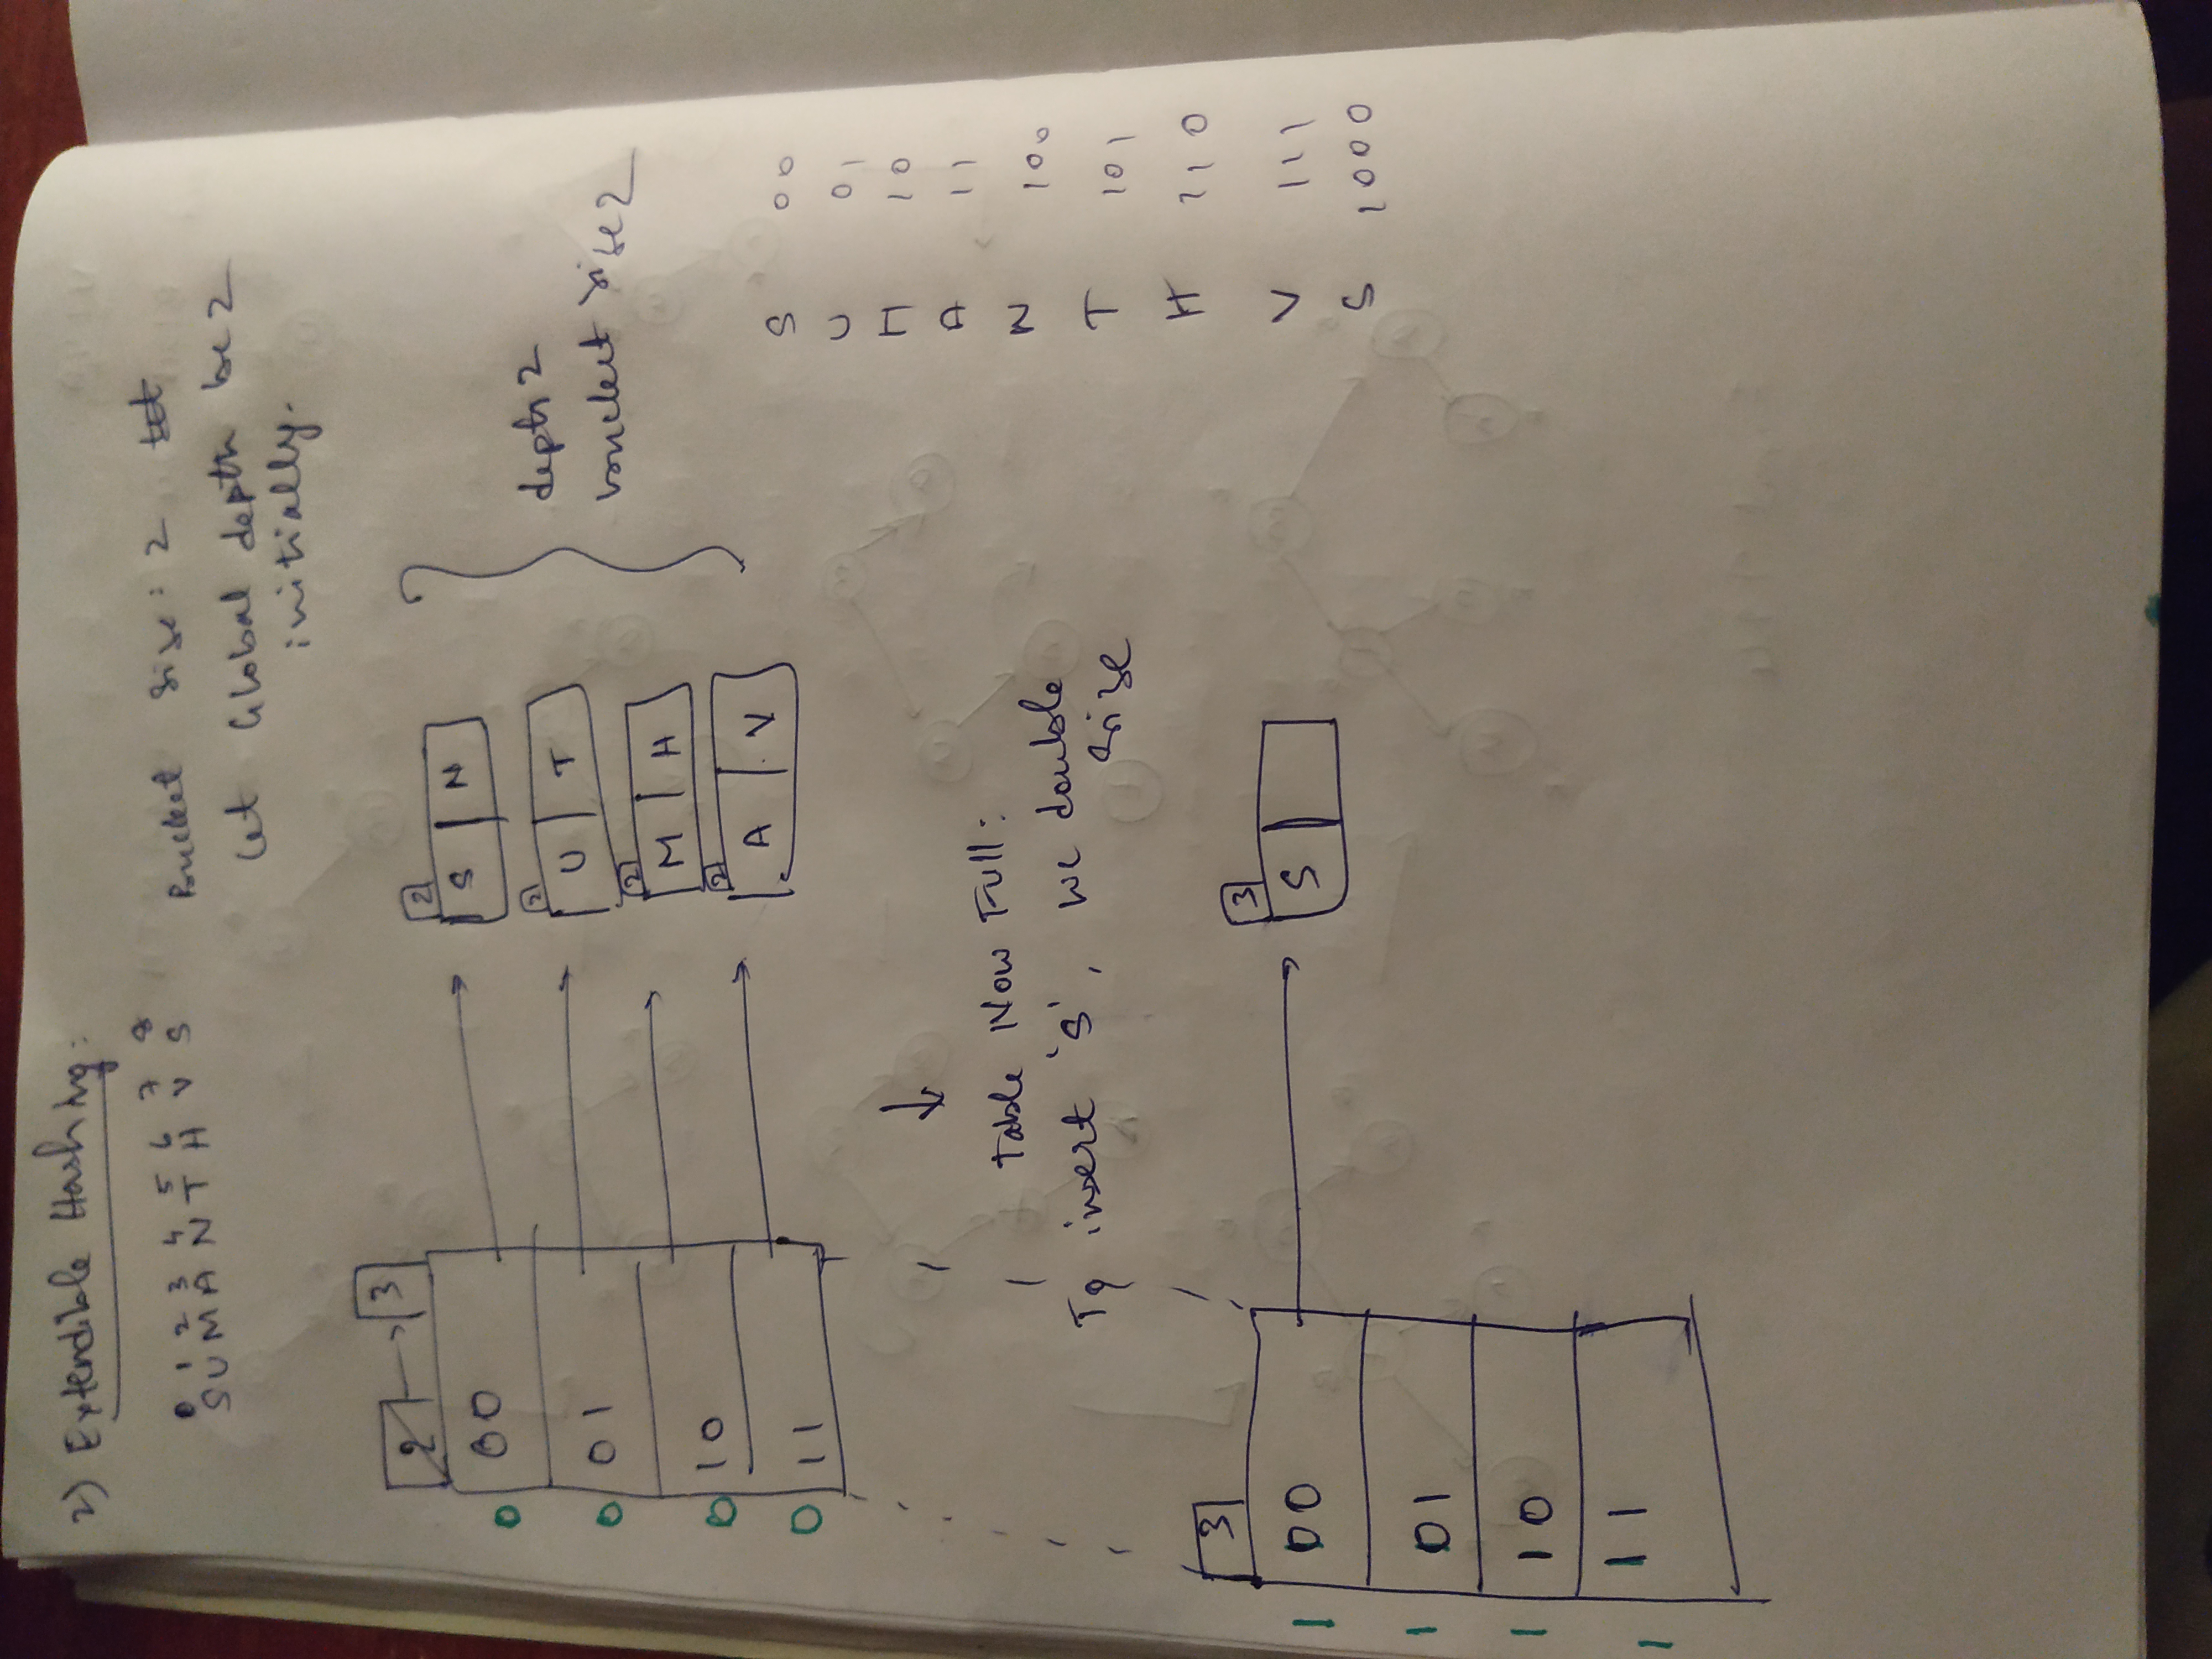 2) Extendible Hashing:
0 1 2 3 4 5 6 7 8
S U M A N T H V S
Bucket size: 2
Let Global depth be 2
initially.
2 → 3
0 00
0 01
0 10
0 11
2
S N
2
U T
2
M H
2
A V
depth 2
bucket size 2
↓
Table Now Full:
To insert 'S', we double
size
3
1 00
1 01
1 10
1 11
3
S
S 00
U 01
M 10
A 11
N 100
T 101
H 110
V 111
S 1000